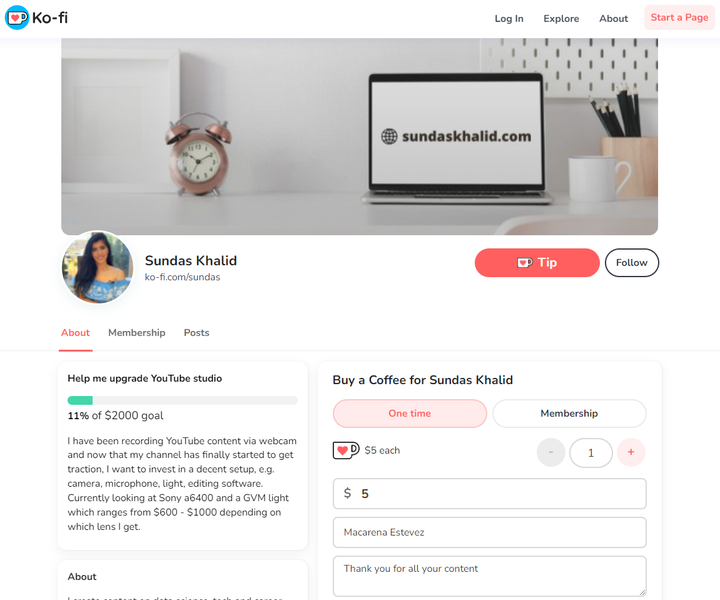 Ko-fi
Log In
Explore
About
Start a Page
sundaskhalid.com
Sundas Khalid
ko-fi.com/sundas
Tip
Follow
About
Membership
Posts
Help me upgrade YouTube studio
11% of $2000 goal
I have been recording YouTube content via webcam
and now that my channel has finally started to get
traction, I want to invest in a decent setup, e.g.
camera, microphone, light, editing software.
Currently looking at Sony a6400 and a GVM light
which ranges from $600 - $1000 depending on
which lens I get.
About
Buy a Coffee for Sundas Khalid
One time
Membership
$5 each
-
1
+
$ 5
Macarena Estevez
Thank you for all your content